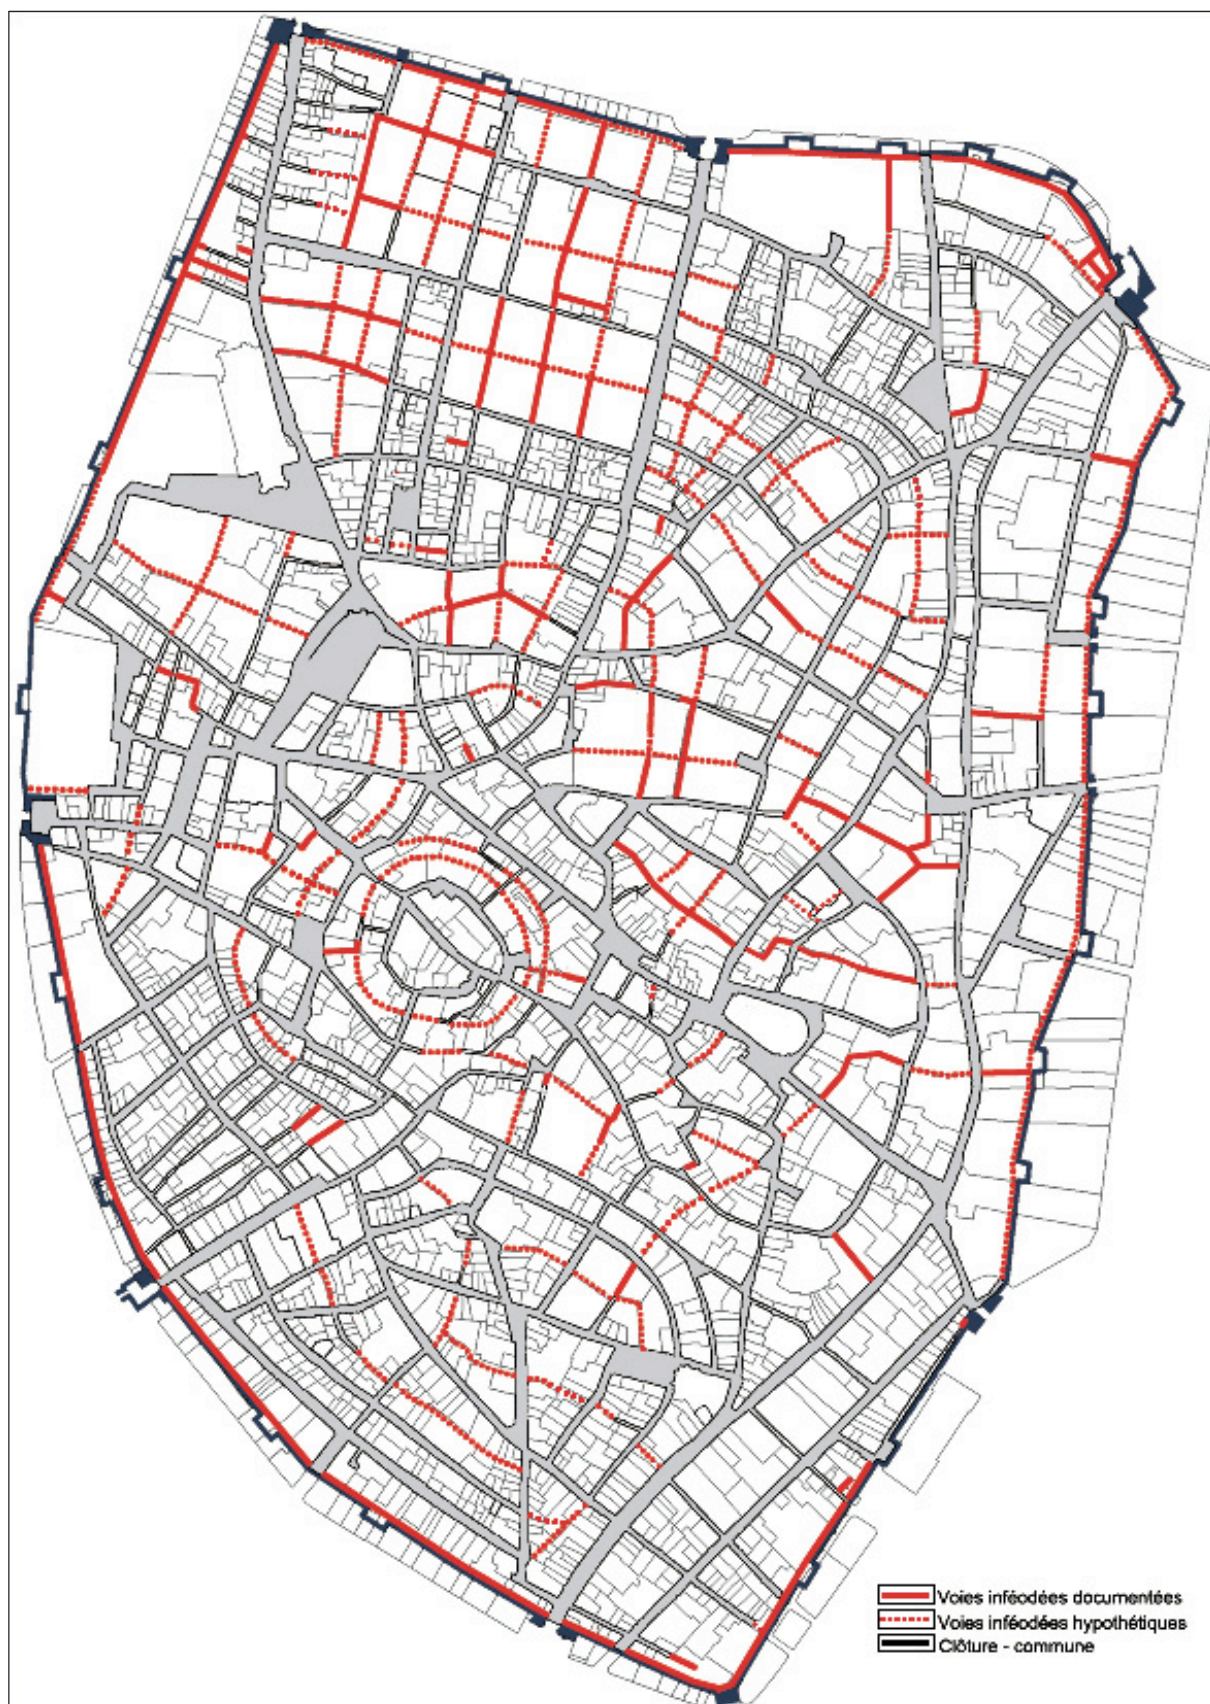 Voies inféodées documentées
Voies inféodées hypothétiques
Clôture - commune